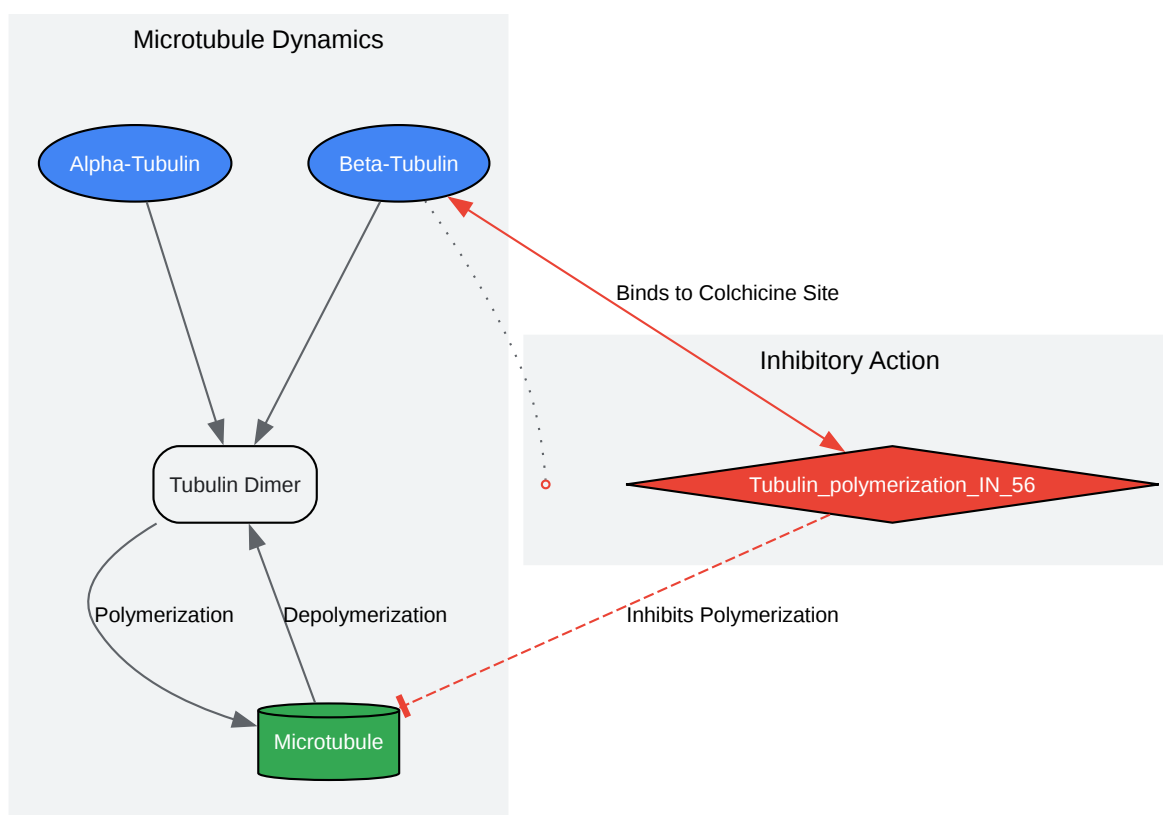 Microtubule Dynamics
Alpha-Tubulin
Beta-Tubulin
Binds to Colchicine Site
Inhibitory Action
Tubulin Dimer
Tubulin_polymerization_IN_56
Polymerization
Depolymerization
Inhibits Polymerization
Microtubule